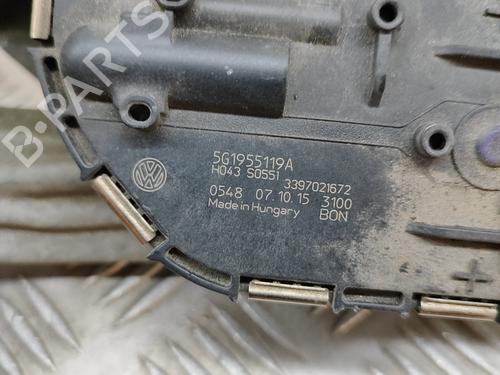 B-PARTS
5G1955119A
H043 S0551
3397021672
0548 07.10.15 3100
Made in Hungary BON